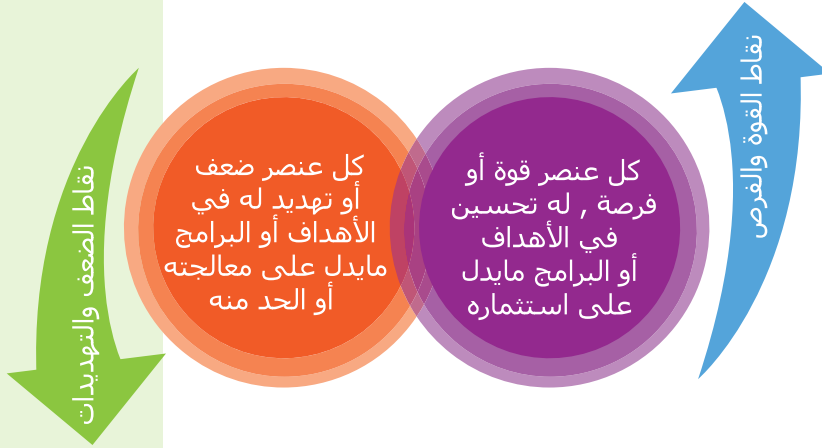 نقاط القوة والفرص
كل عنصر قوة أو
فرصة , له تحسين
في الأهداف
أو البرامج مايدل
على استثماره
كل عنصر ضعف
أو تهديد له في
الأهداف أو البرامج
مايدل على معالجته
أو الحد منه
نقاط الضعف والتهديدات